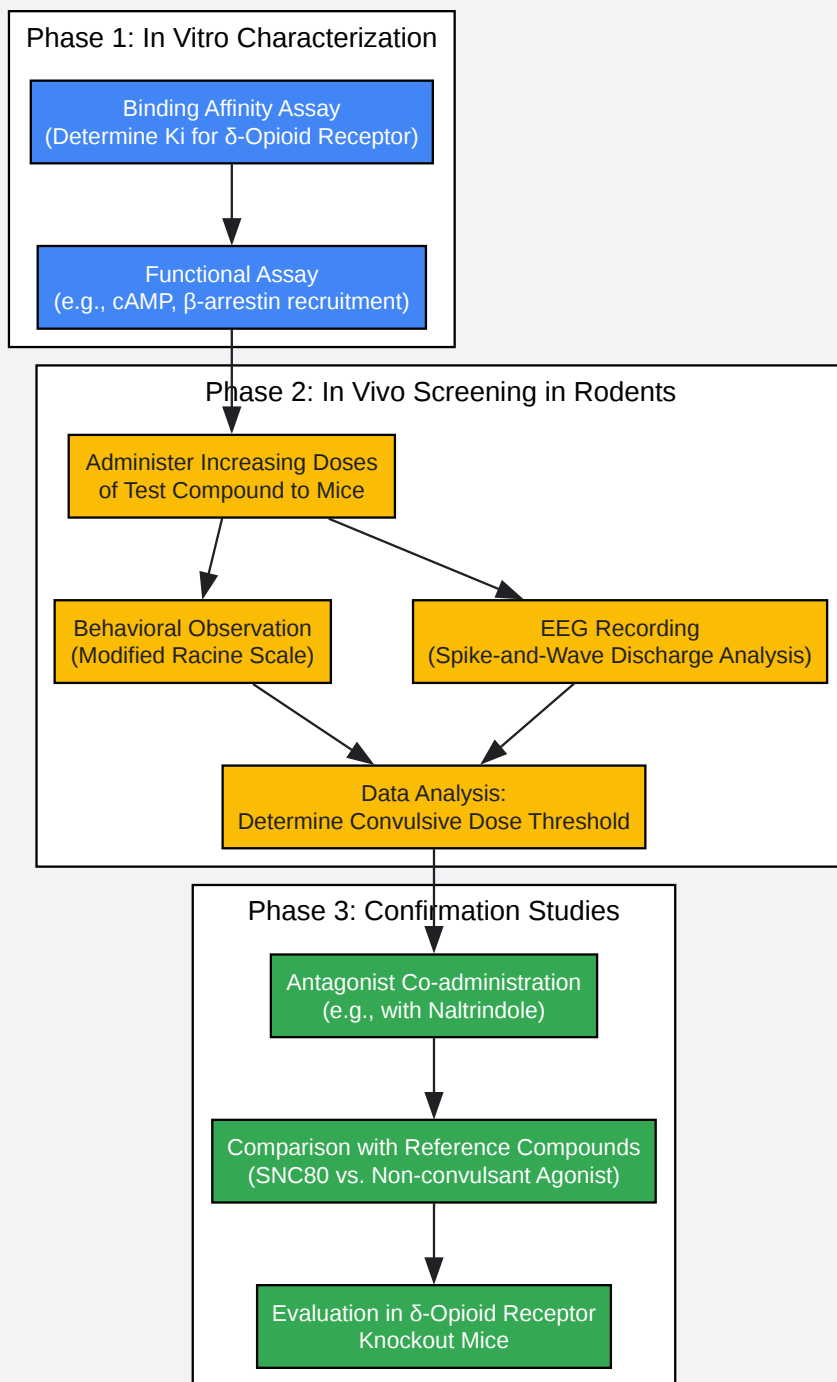 Phase 1: In Vitro Characterization
Binding Affinity Assay
(Determine Ki for δ-Opioid Receptor)
Functional Assay
(e.g., cAMP, β-arrestin recruitment)
Phase 2: In Vivo Screening in Rodents
Administer Increasing Doses
of Test Compound to Mice
Behavioral Observation
(Modified Racine Scale)
EEG Recording
(Spike-and-Wave Discharge Analysis)
Data Analysis:
Determine Convulsive Dose Threshold
Phase 3: Confirmation Studies
Antagonist Co-administration
(e.g., with Naltrindole)
Comparison with Reference Compounds
(SNC80 vs. Non-convulsant Agonist)
Evaluation in δ-Opioid Receptor
Knockout Mice